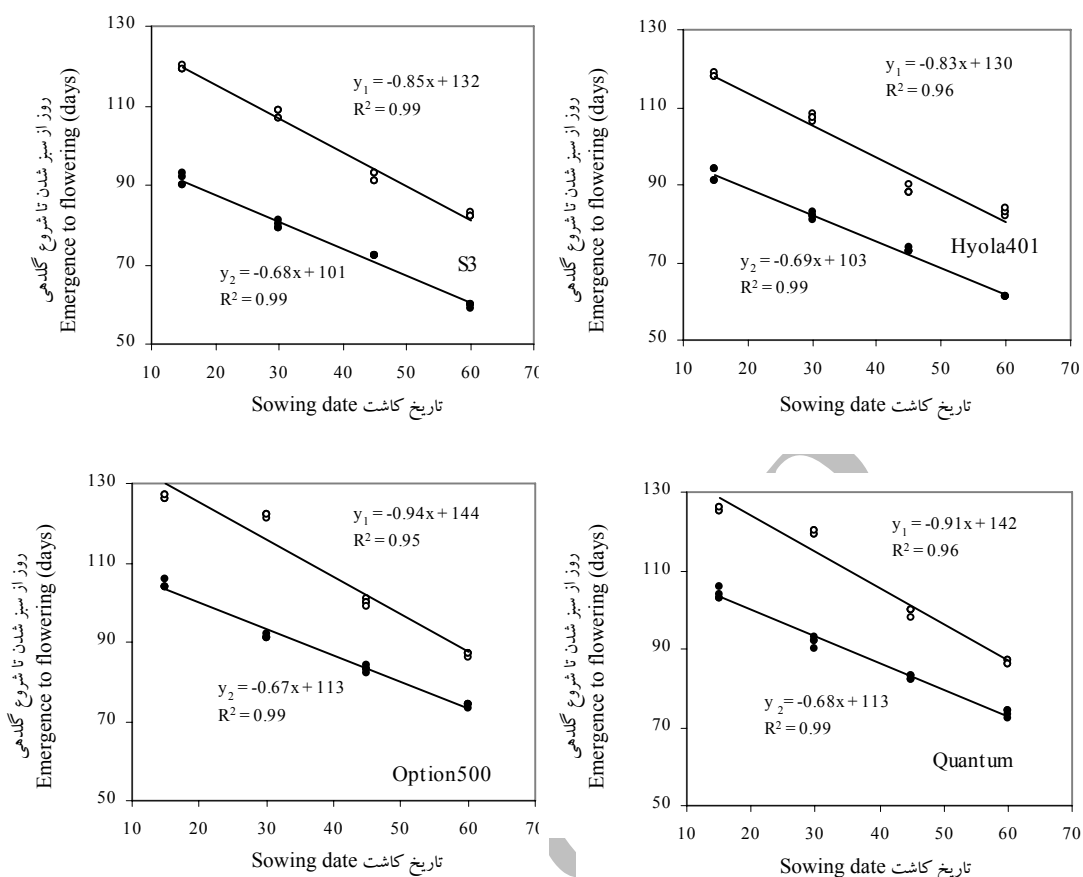 130
110
90
70
50
10 20 30 40 50 60 70
روز از سبز شدن تا شروع گلدهی
Emergence to flowering (days)
y₁ = -0.85x + 132
R² = 0.99
y₂ = -0.68x + 101
R² = 0.99
S3
Sowing date تاریخ کاشت
130
110
90
70
50
10 20 30 40 50 60 70
روز از سبز شدن تا شروع گلدهی
Emergence to flowering (days)
y₁ = -0.83x + 130
R² = 0.96
y₂ = -0.69x + 103
R² = 0.99
Hyola401
Sowing date تاریخ کاشت
130
110
90
70
50
10 20 30 40 50 60 70
روز از سبز شدن تا شروع گلدهی
Emergence to flowering (days)
y₁ = -0.94x + 144
R² = 0.95
y₂ = -0.67x + 113
R² = 0.99
Option500
Sowing date تاریخ کاشت
130
110
90
70
50
10 20 30 40 50 60 70
روز از سبز شدن تا شروع گلدهی
Emergence to flowering (days)
y₁ = -0.91x + 142
R² = 0.96
y₂ = -0.68x + 113
R² = 0.99
Quantum
Sowing date تاریخ کاشت